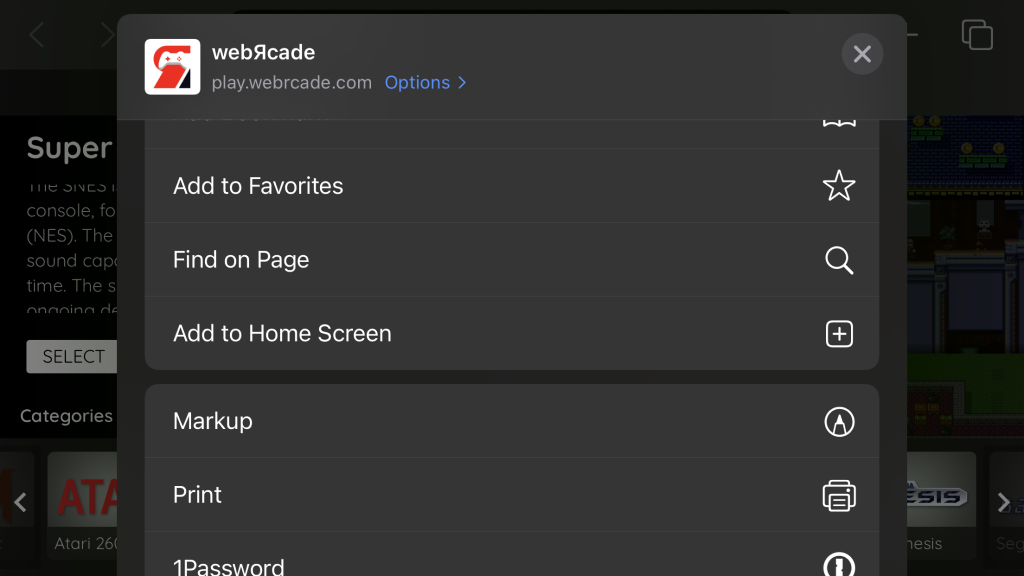 webЯcade
play.webrcade.com Options
Add to Favorites
Find on Page
Add to Home Screen
Markup
Print
1Password
Super
The SNES
console, fo
(NES). The
sound capa
time. The s
ongoing de
SELECT
Categories
ATA
Atari 260
ESIS
nesis
Seg